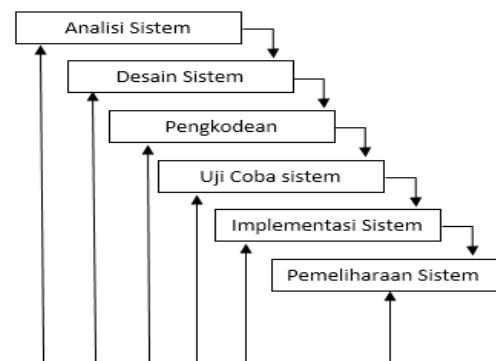 Analisi Sistem
Desain Sistem
Pengkodean
Uji Coba sistem
Implementasi Sistem
Pemeliharaan Sistem